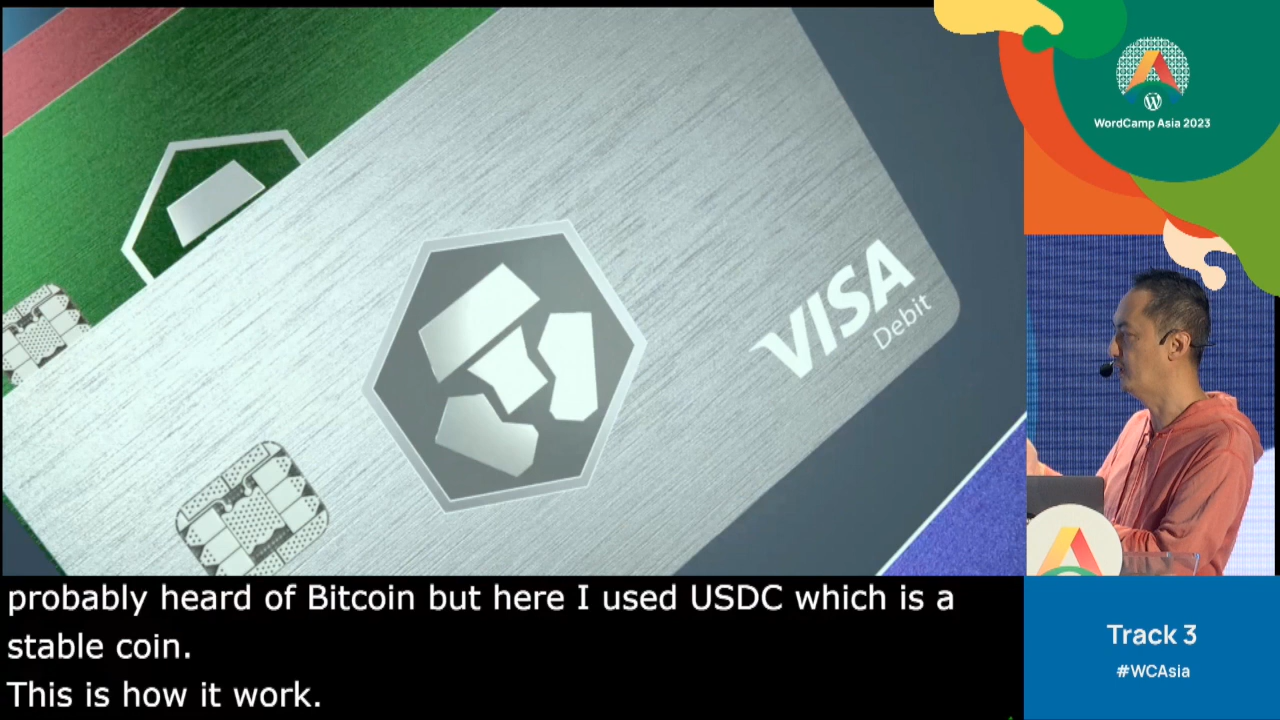 VISA
Debit
WordCamp Asia 2023
probably heard of Bitcoin but here I used USDC which is a
stable coin.
This is how it work.
Track 3
#WCAsia